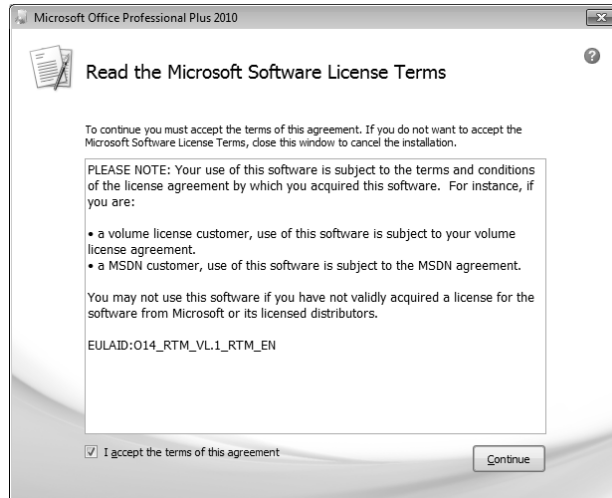 Microsoft Office Professional Plus 2010
Read the Microsoft Software License Terms
To continue you must accept the terms of this agreement. If you do not want to accept the
Microsoft Software License Terms, close this window to cancel the installation.
PLEASE NOTE: Your use of this software is subject to the terms and conditions
of the license agreement by which you acquired this software.  For instance, if
you are:
• a volume license customer, use of this software is subject to your volume
license agreement.
• a MSDN customer, use of this software is subject to the MSDN agreement.
You may not use this software if you have not validly acquired a license for the
software from Microsoft or its licensed distributors.
EULAID:O14_RTM_VL.1_RTM_EN
I accept the terms of this agreement
Continue